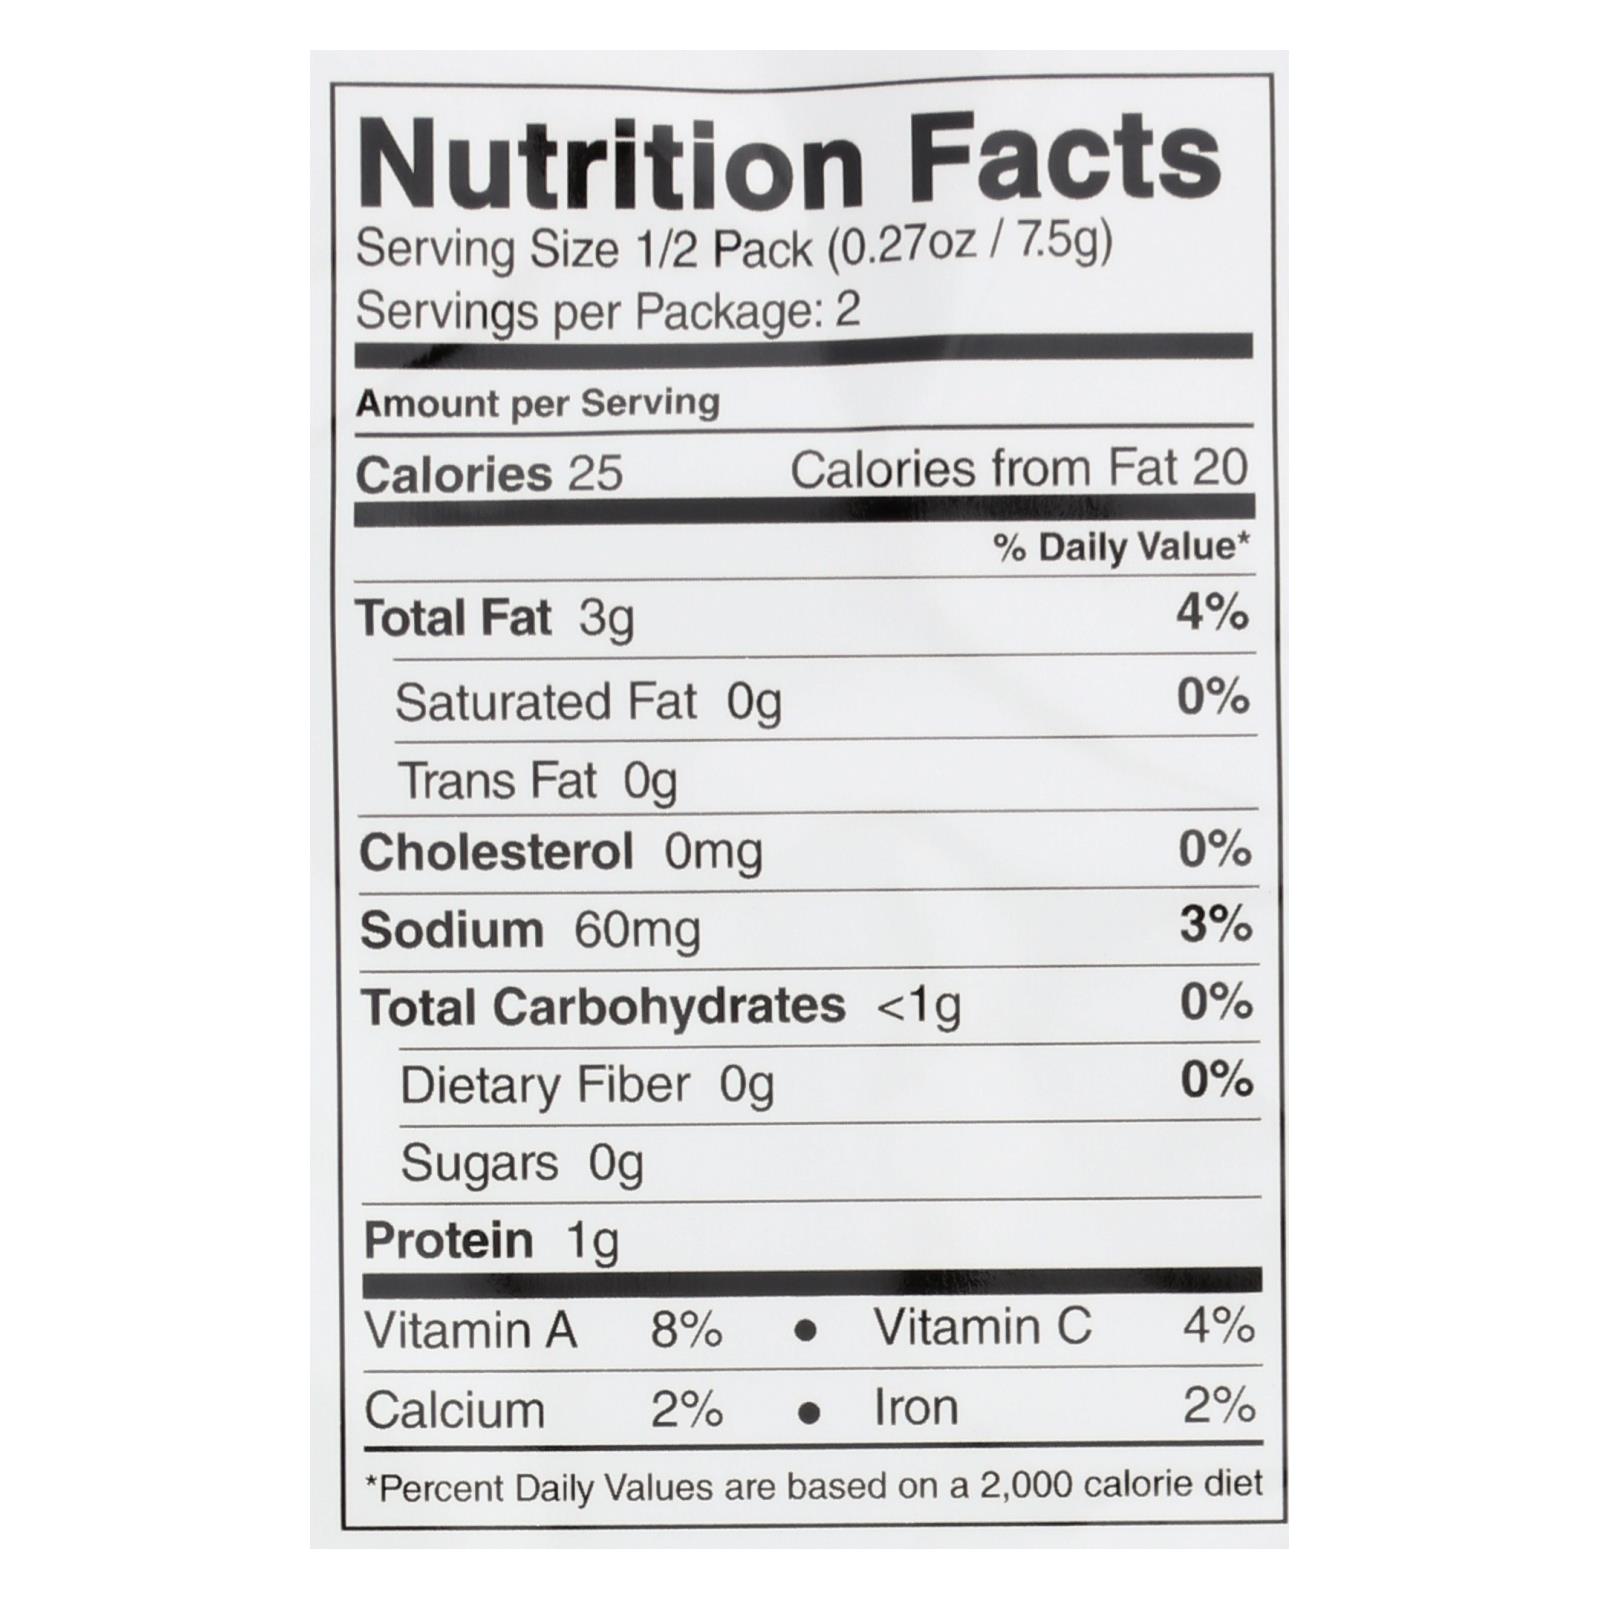 Nutrition Facts
Serving Size 1/2 Pack (0.27oz / 7.5g)
Servings per Package: 2
Amount per Serving
Calories 25 Calories from Fat 20
% Daily Value*
Total Fat 3g 4%
Saturated Fat 0g 0%
Trans Fat 0g
Cholesterol 0mg 0%
Sodium 60mg 3%
Total Carbohydrates <1g 0%
Dietary Fiber 0g 0%
Sugars 0g
Protein 1g
Vitamin A 8% • Vitamin C 4%
Calcium 2% • Iron 2%
*Percent Daily Values are based on a 2,000 calorie diet